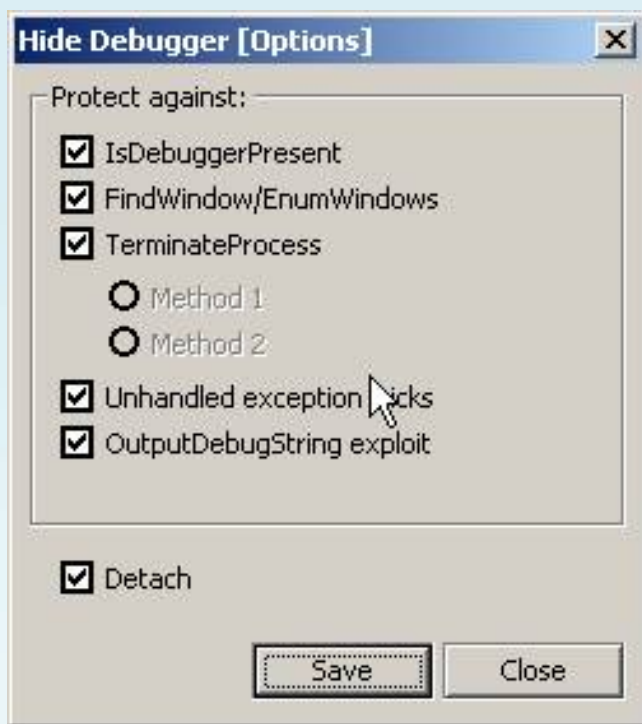 Hide Debugger [Options]
Protect against:
IsDebuggerPresent
FindWindow/EnumWindows
TerminateProcess
Method 1
Method 2
Unhandled exception tricks
OutputDebugString exploit
Detach
Save
Close